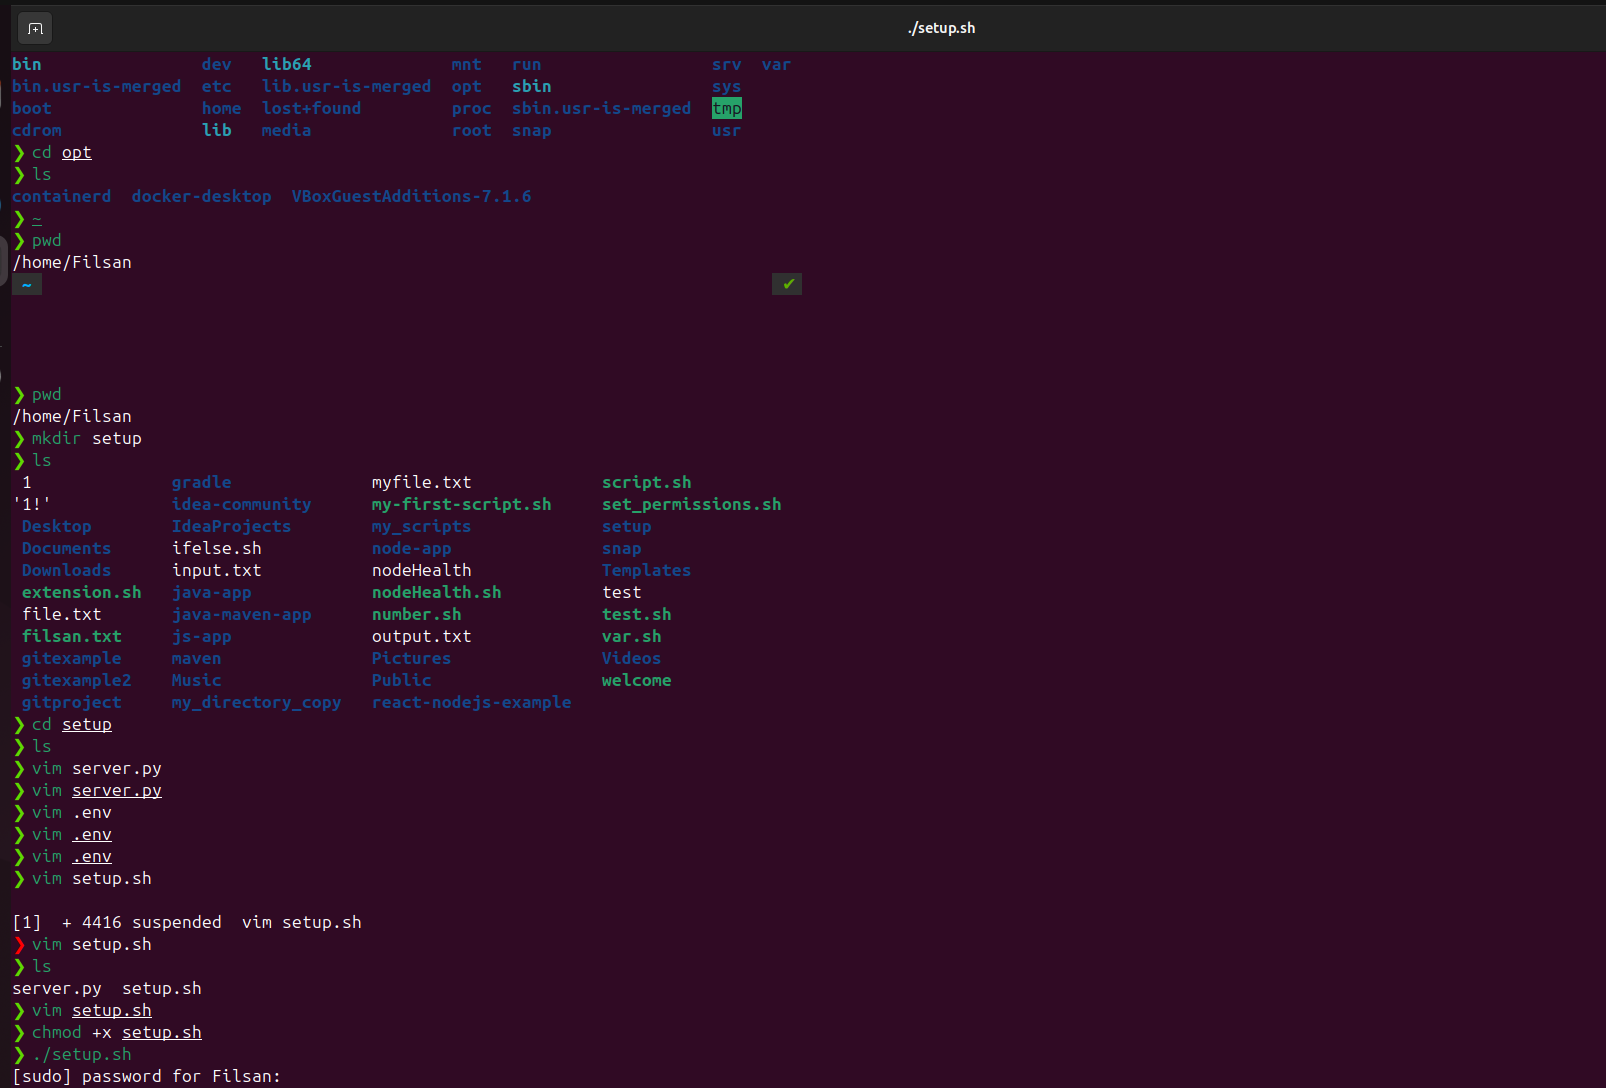 ./setup.sh
bin dev lib64 mnt run srv var
bin.usr-is-merged etc lib.usr-is-merged opt sbin sys
boot home lost+found proc sbin.usr-is-merged tmp
cdrom lib media root snap usr
❯ cd opt
❯ ls
containerd docker-desktop VBoxGuestAdditions-7.1.6
❯ ~
❯ pwd
/home/Filsan
~ ✔
❯ pwd
/home/Filsan
❯ mkdir setup
❯ ls
1 gradle myfile.txt script.sh
'1!' idea-community my-first-script.sh set_permissions.sh
Desktop IdeaProjects my_scripts setup
Documents ifelse.sh node-app snap
Downloads input.txt nodeHealth Templates
extension.sh java-app nodeHealth.sh test
file.txt java-maven-app number.sh test.sh
filsan.txt js-app output.txt var.sh
gitexample maven Pictures Videos
gitexample2 Music Public welcome
gitproject my_directory_copy react-nodejs-example
❯ cd setup
❯ ls
❯ vim server.py
❯ vim server.py
❯ vim .env
❯ vim .env
❯ vim .env
❯ vim setup.sh
[1] + 4416 suspended vim setup.sh
❯ vim setup.sh
❯ ls
server.py setup.sh
❯ vim setup.sh
❯ chmod +x setup.sh
❯ ./setup.sh
[sudo] password for Filsan: